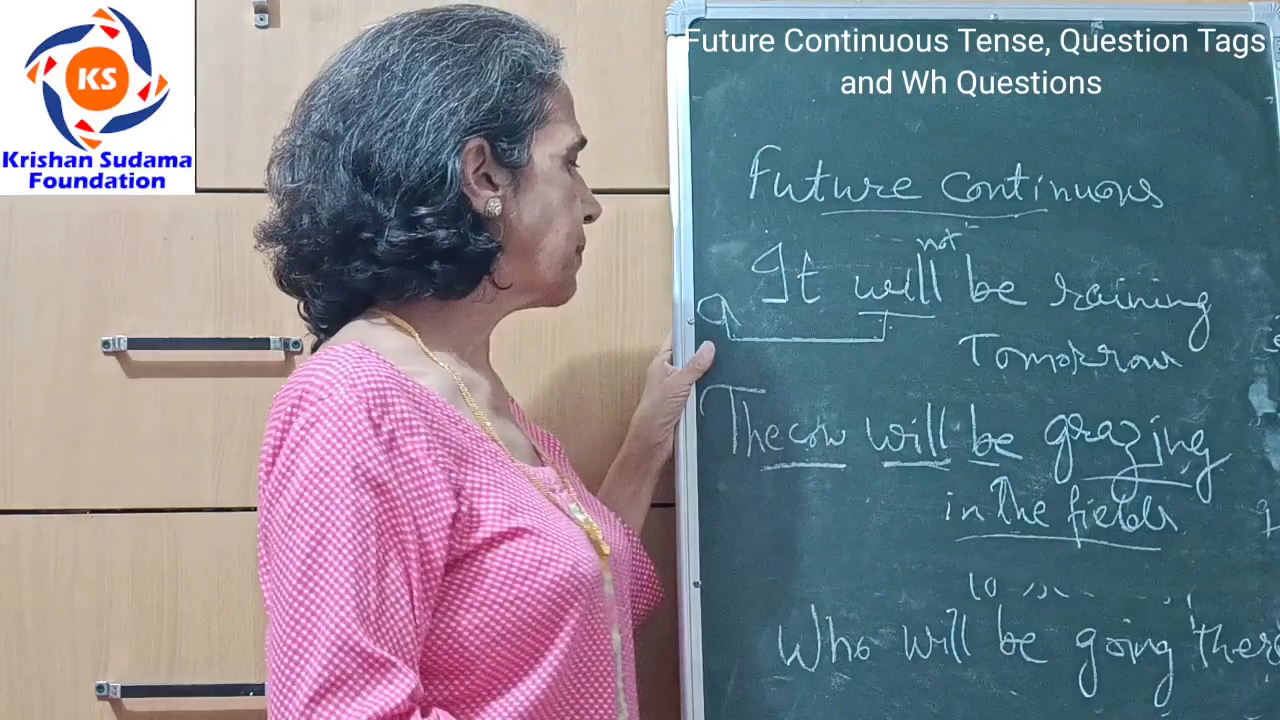 KS
Krishan Sudama
Foundation
Future Continuous Tense, Question Tags
and Wh Questions
Future Continuous
not
It will be raining
Tomorrow
The cow will be grazing
in the fields
10
Who will be going there